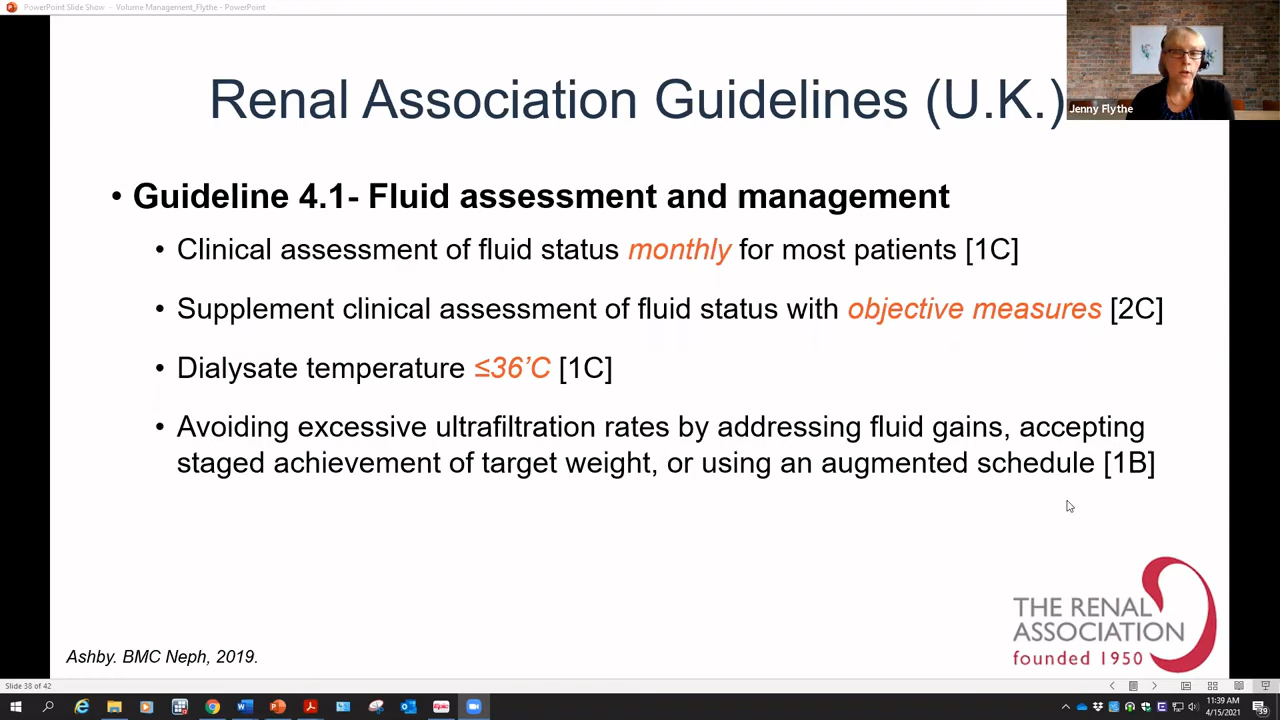 PowerPoint Slide Show - Volume Management_Flythe - PowerPoint
Renal Association Guidelines (U.K.)
Jenny Flythe
• Guideline 4.1- Fluid assessment and management
• Clinical assessment of fluid status monthly for most patients [1C]
• Supplement clinical assessment of fluid status with objective measures [2C]
• Dialysate temperature ≤36’C [1C]
• Avoiding excessive ultrafiltration rates by addressing fluid gains, accepting
staged achievement of target weight, or using an augmented schedule [1B]
THE RENAL
ASSOCIATION
founded 1950
Ashby. BMC Neph, 2019.
Slide 38 of 42
11:39 AM
4/15/2021